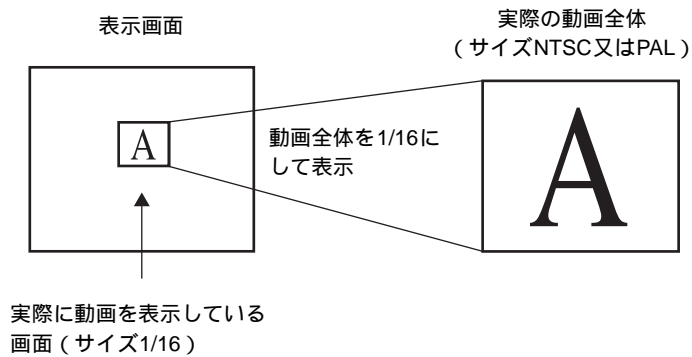 表示画面
実際の動画全体
（サイズNTSC又はPAL）
A
動画全体を1/16に
して表示
A
実際に動画を表示している
画面（サイズ1/16）